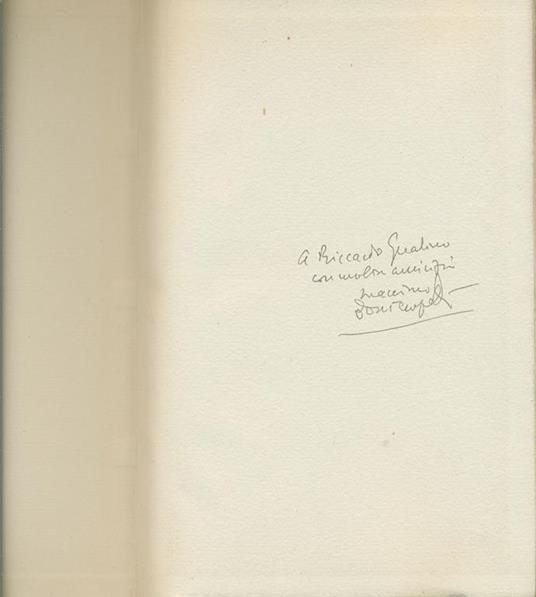 A Riccardo Gualino
con molta amicizia
Massimo
Bontempelli